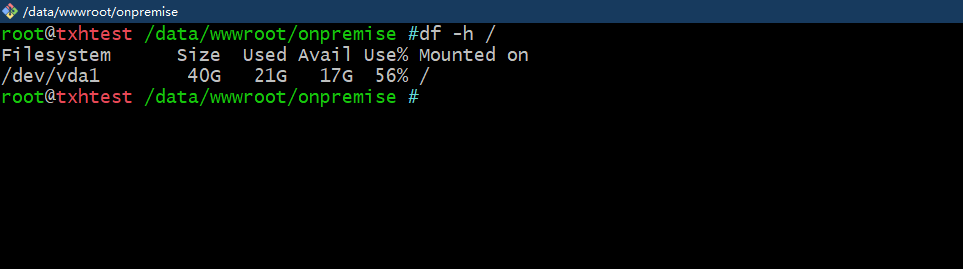 /data/wwwroot/onpremise
root@txhtest /data/wwwroot/onpremise #df -h /
Filesystem      Size  Used Avail Use% Mounted on
/dev/vda1        40G   21G   17G  56% /
root@txhtest /data/wwwroot/onpremise #